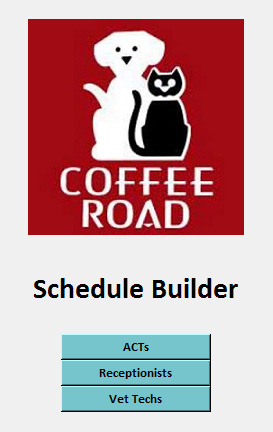 COFFEE
ROAD
Schedule Builder
ACTs
Receptionists
Vet Techs